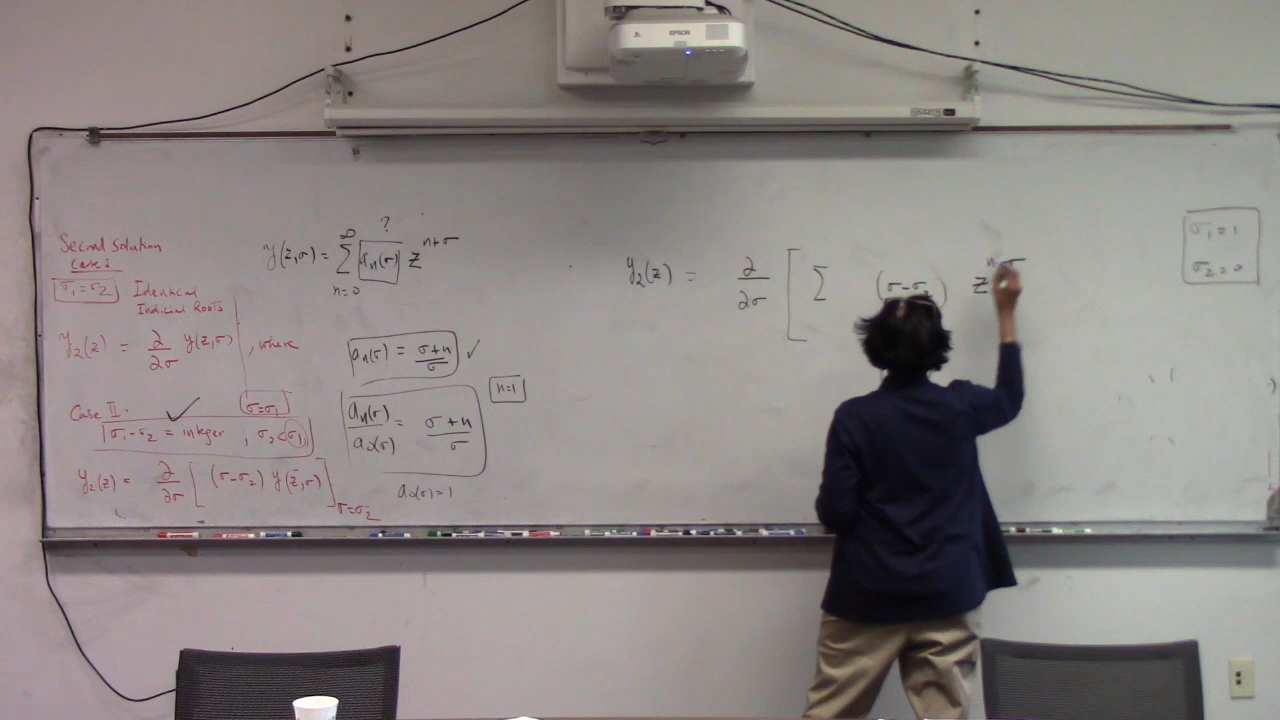 EPSON
Second Solution
Case I
σ₁ = σ₂ Identical
Indicial Roots
y₂(z) = ∂/∂σ y(z,σ) | , where
σ=σ₁
Case II. ✓
σ₁-σ₂ = integer ; σ₂ < σ₁
y₂(z) = ∂/∂σ [ (σ-σ₂) y(z,σ) ]σ=σ₂
?
y(z,σ) = ∞ ∑ n=0 aₙ(σ) z^{n+σ}
aₙ(σ) = σ+n/σ ✓
n=1
aₙ(σ)/a₀(σ) = σ+n/σ
a₀(σ) = 1
y₂(z) = ∂/∂σ [ ∑ (σ-σ₂) z
σ₁ = 1
σ₂ = 0